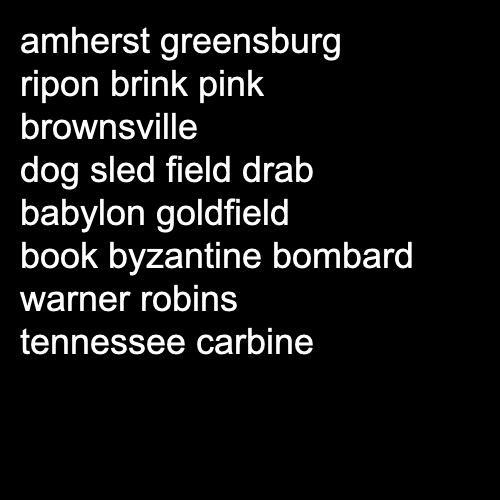 amherst greensburg
ripon brink pink
brownsville
dog sled field drab
babylon goldfield
book byzantine bombard
warner robins
tennessee carbine